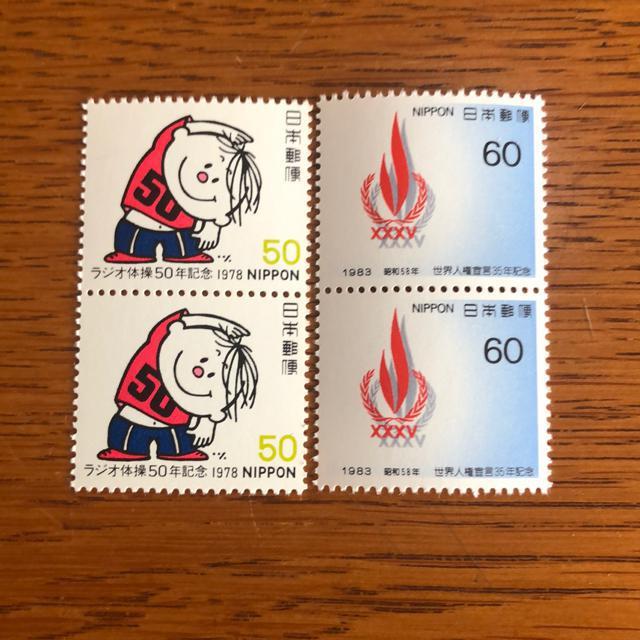 日本郵便
50
50
ラジオ体操50年記念 1978 NIPPON
日本郵便
50
50
ラジオ体操50年記念 1978 NIPPON
NIPPON 日本郵便
60
XXXV
XXXV
1983 昭和58年 世界人権宣言35年記念
NIPPON 日本郵便
60
XXXV
XXXV
1983 昭和58年 世界人権宣言35年記念